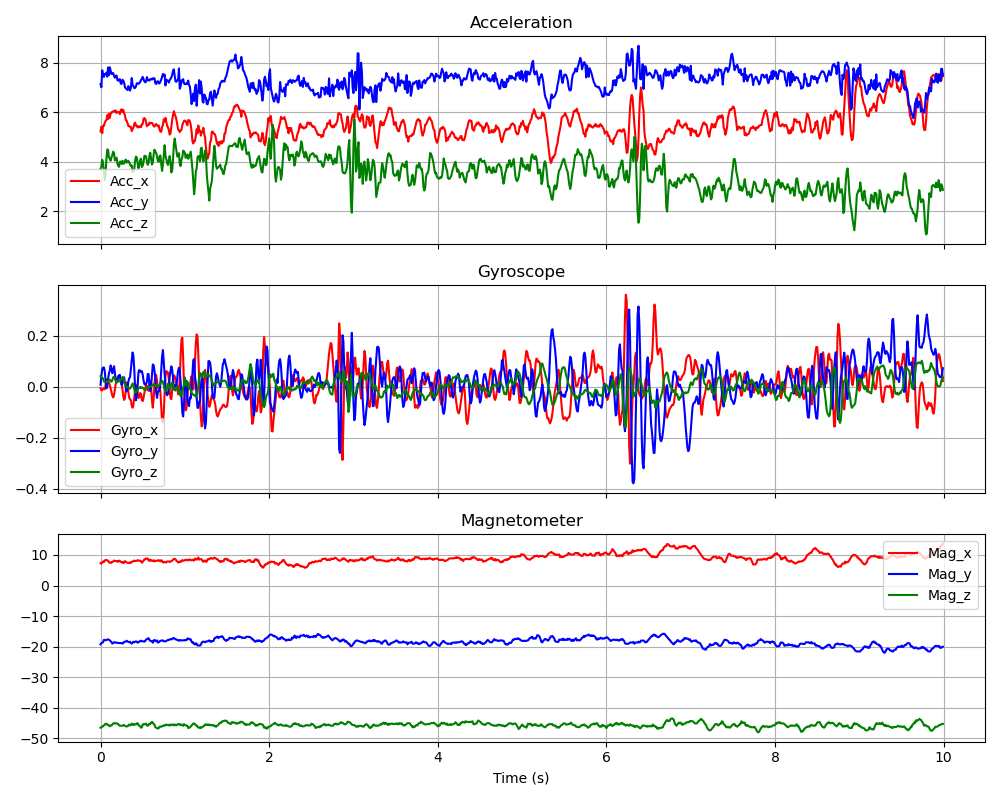 Acceleration
8
6
4
2
Acc_x
Acc_y
Acc_z
Gyroscope
0.2
0.0
−0.2
−0.4
Gyro_x
Gyro_y
Gyro_z
Magnetometer
10
0
−10
−20
−30
−40
−50
Mag_x
Mag_y
Mag_z
0 2 4 6 8 10
Time (s)